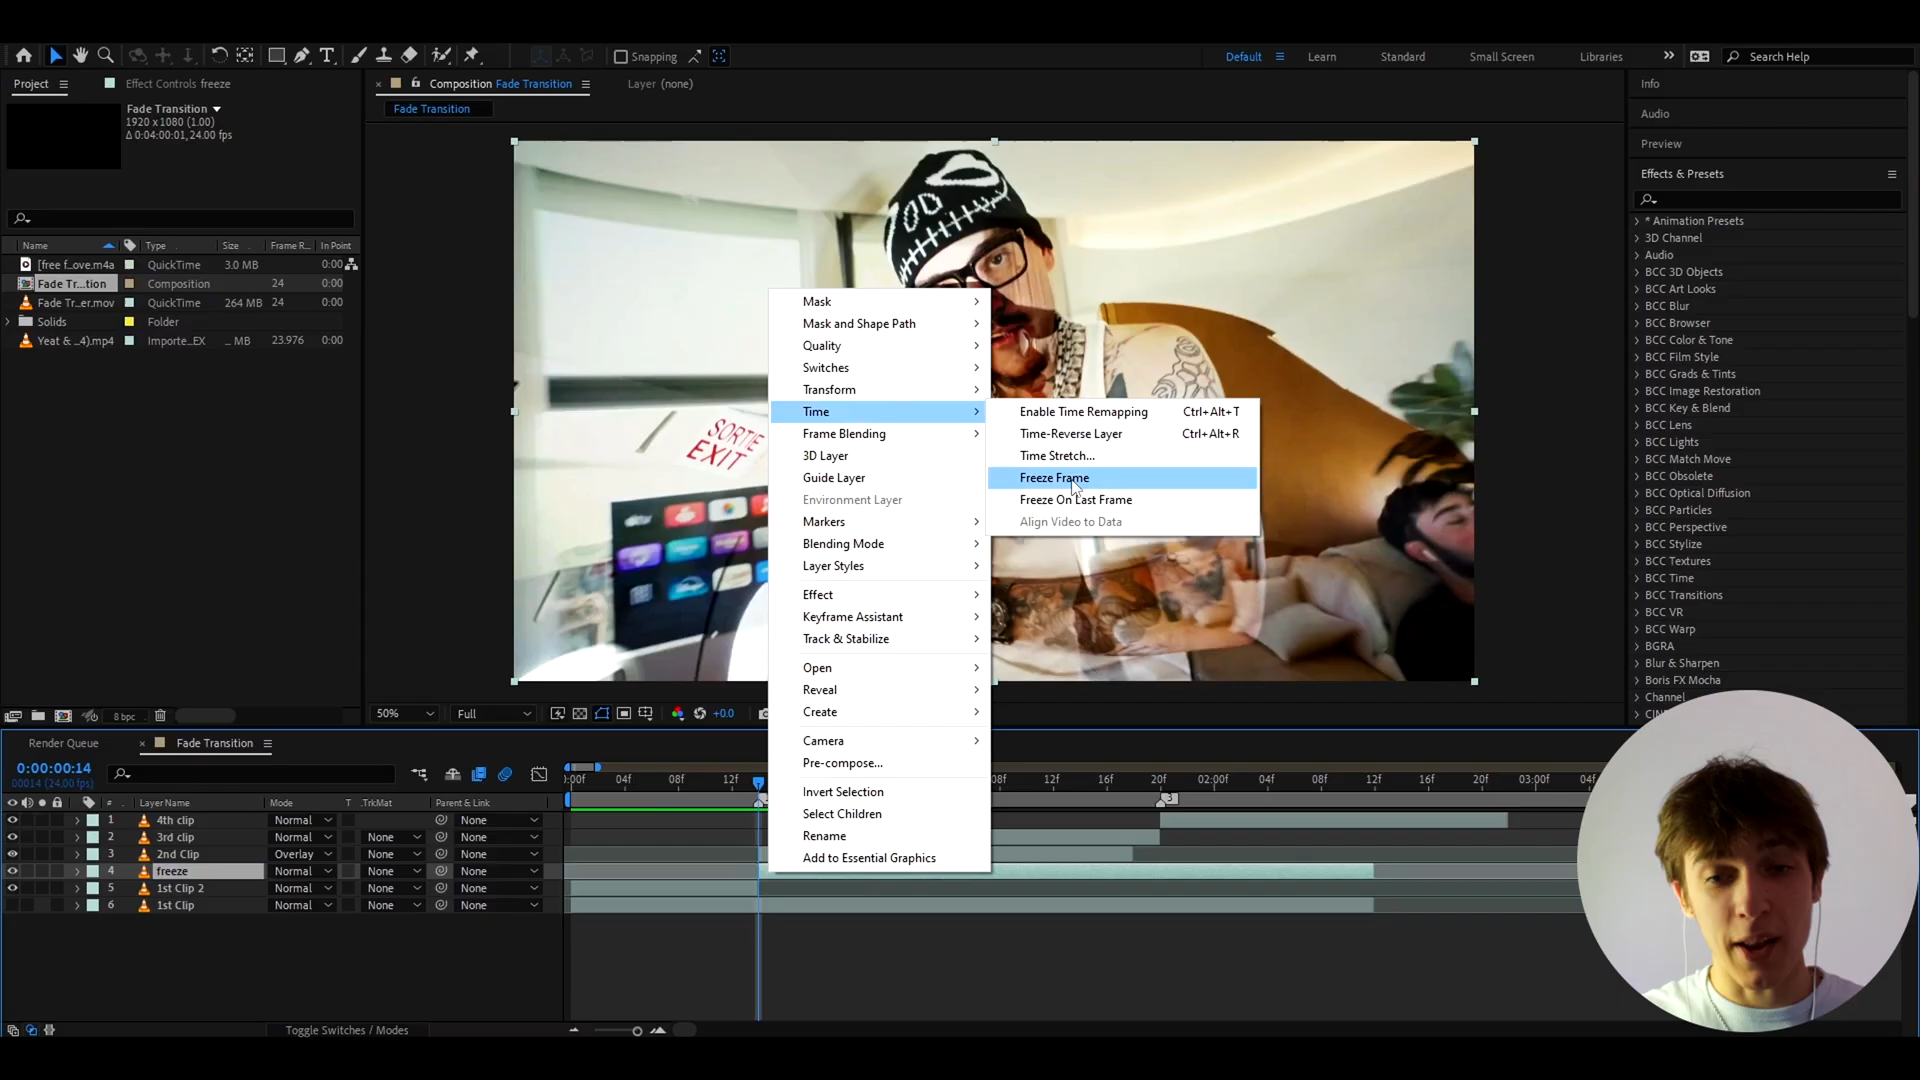 Snapping
Default
Learn
Standard
Small Screen
Libraries
Search Help
Project
Effect Controls freeze
Composition Fade Transition
Layer (none)
Fade Transition
Fade Transition
1920 x 1080 (1.00)
Δ 0:04:00:01, 24.00 fps
Name Type Size Frame R... In Point
[free f...ove.m4a QuickTime 3.0 MB 0:00
Fade Tr...tion Composition 24 0:00
Fade Tr...er.mov QuickTime 264 MB 24 0:00
Solids Folder
Yeat & ...4).mp4 Importe...EX ... MB 23.976 0:00
8 bpc
SORTIE
EXIT
Mask
Mask and Shape Path
Quality
Switches
Transform
Time
Frame Blending
3D Layer
Guide Layer
Environment Layer
Markers
Blending Mode
Layer Styles
Effect
Keyframe Assistant
Track & Stabilize
Open
Reveal
Create
Camera
Pre-compose...
Invert Selection
Select Children
Rename
Add to Essential Graphics
Enable Time Remapping Ctrl+Alt+T
Time-Reverse Layer Ctrl+Alt+R
Time Stretch...
Freeze Frame
Freeze On Last Frame
Align Video to Data
50%
Full
+0.0
Info
Audio
Preview
Effects & Presets
* Animation Presets
3D Channel
Audio
BCC 3D Objects
BCC Art Looks
BCC Blur
BCC Browser
BCC Color & Tone
BCC Film Style
BCC Grads & Tints
BCC Image Restoration
BCC Key & Blend
BCC Lens
BCC Lights
BCC Match Move
BCC Obsolete
BCC Optical Diffusion
BCC Particles
BCC Perspective
BCC Stylize
BCC Textures
BCC Time
BCC Transitions
BCC VR
BCC Warp
BGRA
Blur & Sharpen
Boris FX Mocha
Channel
Render Queue
Fade Transition
0:00:00:14
00014 (24.00 fps)
:00f 04f 08f 12f 08f 12f 16f 20f 02:00f 04f 08f 12f 16f 20f 03:00f 04f
3
# Layer Name Mode T .TrkMat Parent & Link
1 4th clip Normal None
2 3rd clip Normal None None
3 2nd Clip Overlay None None
4 freeze Normal None None
5 1st Clip 2 Normal None None
6 1st Clip Normal None None
Toggle Switches / Modes